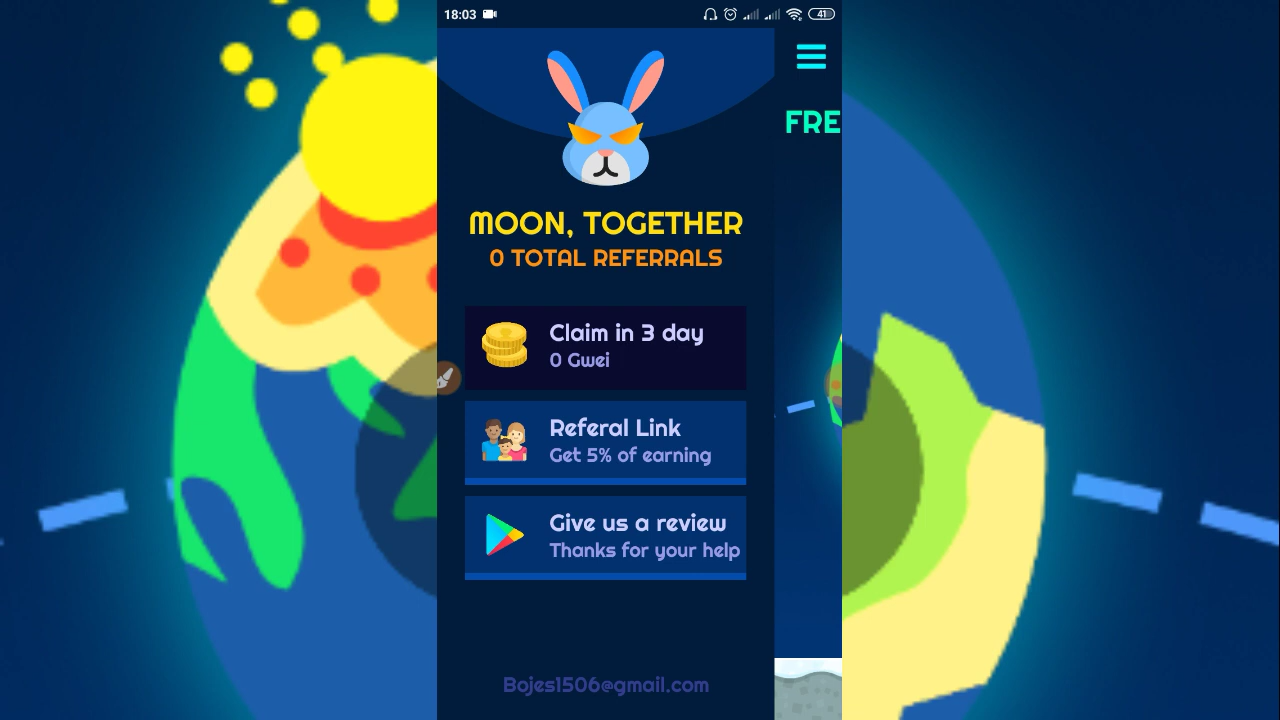 18:03
41
FRE
MOON, TOGETHER
0 TOTAL REFERRALS
Claim in 3 day
0 Gwei
Referal Link
Get 5% of earning
Give us a review
Thanks for your help
Bojes1506@gmail.com